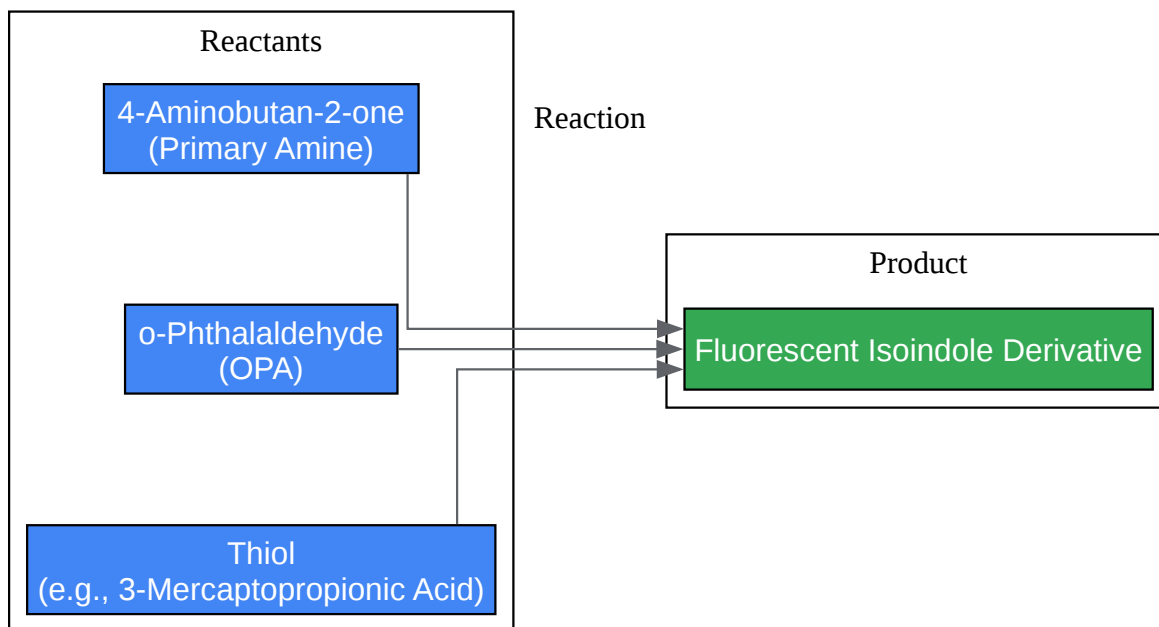 Reactants
4-Aminobutan-2-one
(Primary Amine)
Reaction
o-Phthalaldehyde
(OPA)
Thiol
(e.g., 3-Mercaptopropionic Acid)
Product
Fluorescent Isoindole Derivative